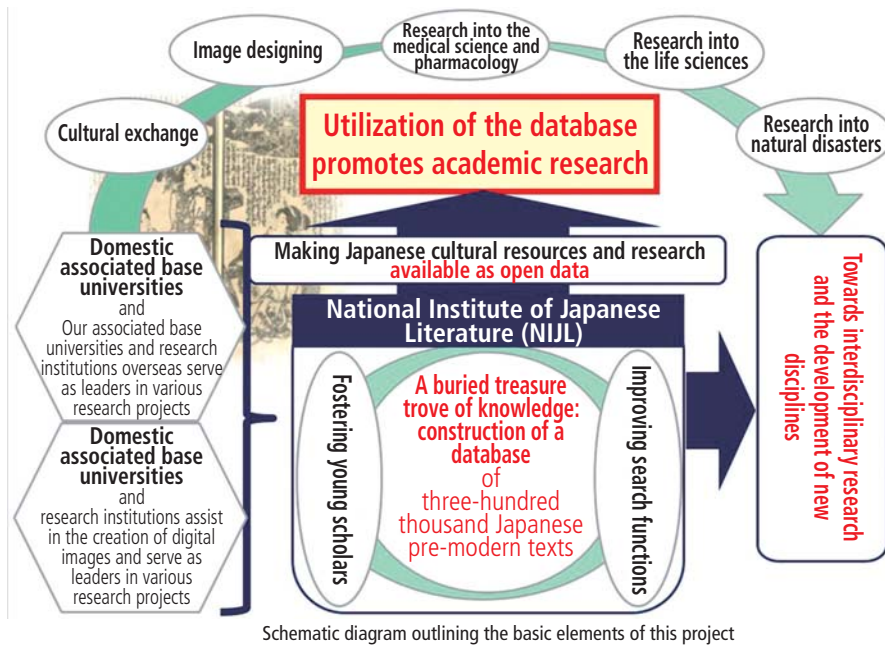 Image designing
Research into the
medical science and
pharmacology
Research into
the life sciences
Cultural exchange
Research into
natural disasters
Utilization of the database
promotes academic research
Domestic
associated base
universities
and
Our associated base
universities and research
institutions overseas serve
as leaders in various
research projects
Domestic
associated base
universities
and
research institutions assist
in the creation of digital
images and serve as
leaders in various
research projects
Making Japanese cultural resources and research
available as open data
National Institute of Japanese
Literature (NIJL)
Fostering young scholars
A buried treasure
trove of knowledge:
construction of a
database
of
three-hundred
thousand Japanese
pre-modern texts
Improving search functions
Towards interdisciplinary research
and the development of new
disciplines
Schematic diagram outlining the basic elements of this project